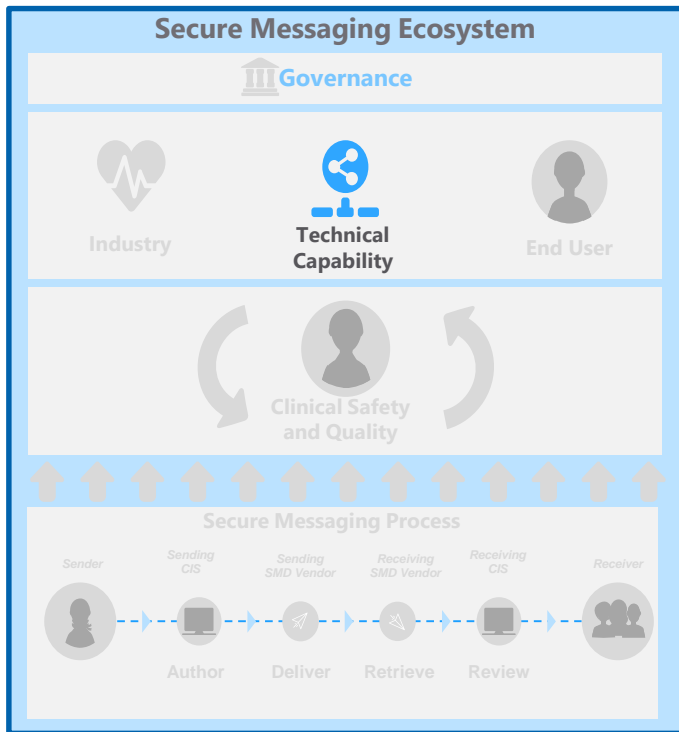 Secure Messaging Ecosystem
Governance
Industry
Technical
Capability
End User
Clinical Safety
and Quality
Secure Messaging Process
Sender
Sending
CIS
Sending
SMD Vendor
Receiving
SMD Vendor
Receiving
CIS
Receiver
Author
Deliver
Retrieve
Review